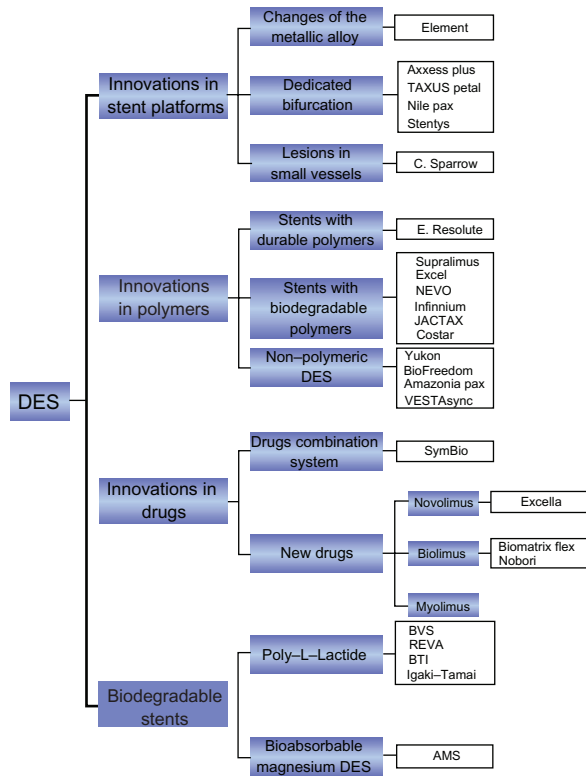 DES
Innovations in
stent platforms
Changes of the
metallic alloy
Element
Dedicated
bifurcation
Axxess plus
TAXUS petal
Nile pax
Stentys
Lesions in
small vessels
C. Sparrow
Innovations
in polymers
Stents with
durable polymers
E. Resolute
Stents with
biodegradable
polymers
Supralimus
Excel
NEVO
Infinnium
JACTAX
Costar
Non–polymeric
DES
Yukon
BioFreedom
Amazonia pax
VESTAsync
Innovations in
drugs
Drugs combination
system
SymBio
New drugs
Novolimus
Excella
Biolimus
Biomatrix flex
Nobori
Myolimus
Biodegradable
stents
Poly–L–Lactide
BVS
REVA
BTI
Igaki–Tamai
Bioabsorbable
magnesium DES
AMS